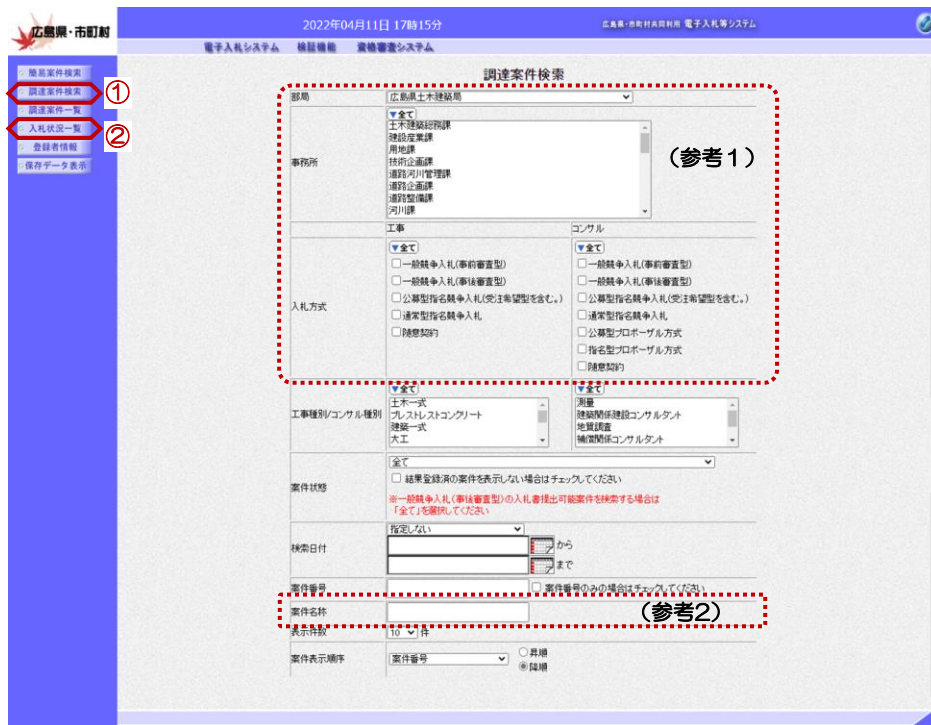 広島県・市町村
2022年04月11日 17時15分
広島県・市町村共同利用 電子入札等システム
電子入札システム 検証機能 資格審査システム
簡易案件検索
調達案件検索 ①
調達案件一覧
入札状況一覧 ②
登録者情報
保存データ表示
調達案件検索
部局 広島県土木建築局
事務所
▼全て
土木建築総務課
建設産業課
用地課
技術企画課
道路河川管理課
道路企画課
道路整備課
河川課
(参考1)
工事 コンサル
入札方式
▼全て ▼全て
一般競争入札(事前審査型) 一般競争入札(事前審査型)
一般競争入札(事後審査型) 一般競争入札(事後審査型)
公募型指名競争入札(受注希望型を含む。) 公募型指名競争入札(受注希望型を含む。)
通常型指名競争入札 通常型指名競争入札
随意契約 公募型プロポーザル方式
指名型プロポーザル方式
随意契約
工事種別/コンサル種別
▼全て ▼全て
土木一式 測量
プレストレストコンクリート 建築関係建設コンサルタント
建築一式 地質調査
大工 補償関係コンサルタント
案件状態
全て
結果登録済の案件を表示しない場合はチェックしてください
※一般競争入札(事後審査型)の入札書提出可能案件を検索する場合は
「全て」を選択してください
検索日付
指定しない
から
まで
案件番号 案件番号のみの場合はチェックしてください
案件名称 (参考2)
表示件数 10 件
案件表示順序 案件番号
昇順
降順